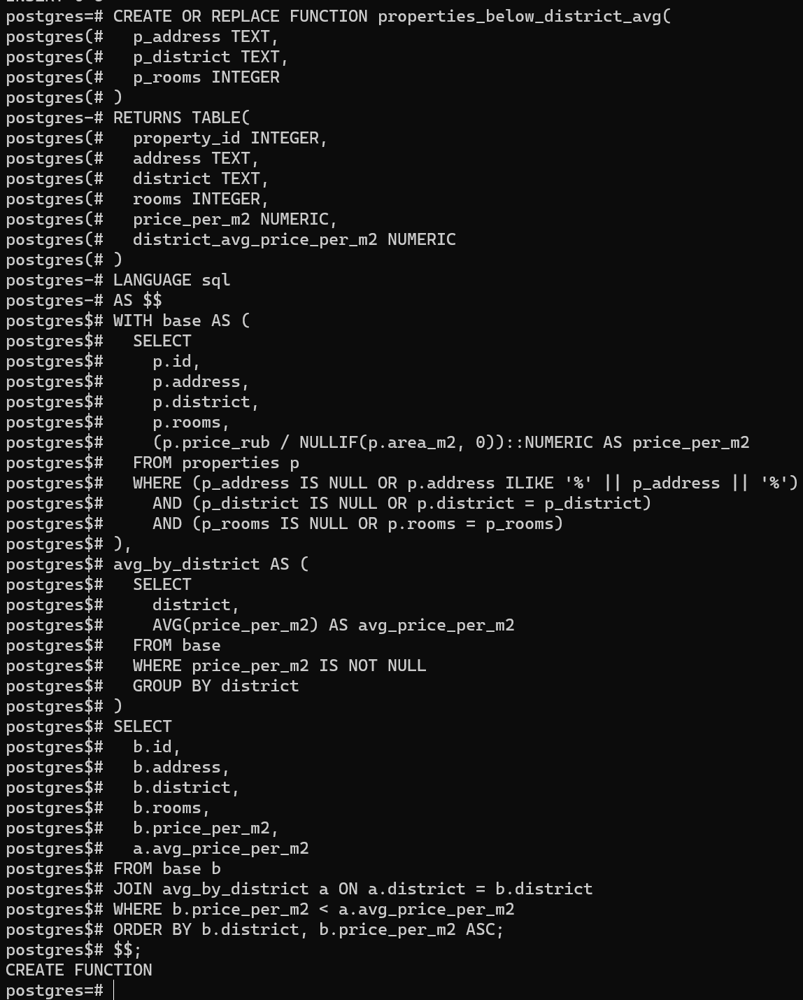 postgres=# CREATE OR REPLACE FUNCTION properties_below_district_avg(
postgres(#   p_address TEXT,
postgres(#   p_district TEXT,
postgres(#   p_rooms INTEGER
postgres(# )
postgres-# RETURNS TABLE(
postgres(#   property_id INTEGER,
postgres(#   address TEXT,
postgres(#   district TEXT,
postgres(#   rooms INTEGER,
postgres(#   price_per_m2 NUMERIC,
postgres(#   district_avg_price_per_m2 NUMERIC
postgres(# )
postgres-# LANGUAGE sql
postgres-# AS $$
postgres$# WITH base AS (
postgres$#   SELECT
postgres$#     p.id,
postgres$#     p.address,
postgres$#     p.district,
postgres$#     p.rooms,
postgres$#     (p.price_rub / NULLIF(p.area_m2, 0))::NUMERIC AS price_per_m2
postgres$#   FROM properties p
postgres$#   WHERE (p_address IS NULL OR p.address ILIKE '%' || p_address || '%')
postgres$#     AND (p_district IS NULL OR p.district = p_district)
postgres$#     AND (p_rooms IS NULL OR p.rooms = p_rooms)
postgres$# ),
postgres$# avg_by_district AS (
postgres$#   SELECT
postgres$#     district,
postgres$#     AVG(price_per_m2) AS avg_price_per_m2
postgres$#   FROM base
postgres$#   WHERE price_per_m2 IS NOT NULL
postgres$#   GROUP BY district
postgres$# )
postgres$# SELECT
postgres$#   b.id,
postgres$#   b.address,
postgres$#   b.district,
postgres$#   b.rooms,
postgres$#   b.price_per_m2,
postgres$#   a.avg_price_per_m2
postgres$# FROM base b
postgres$# JOIN avg_by_district a ON a.district = b.district
postgres$# WHERE b.price_per_m2 < a.avg_price_per_m2
postgres$# ORDER BY b.district, b.price_per_m2 ASC;
postgres$# $$;
CREATE FUNCTION
postgres=#